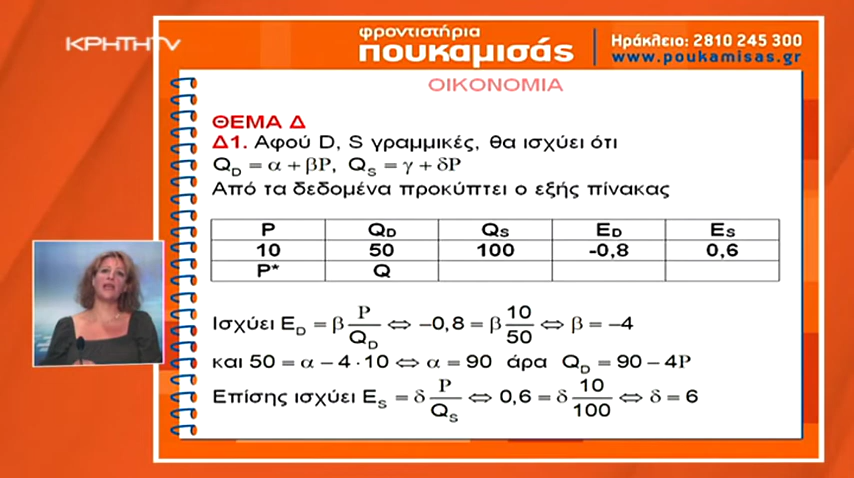 ΚΡΗΤΗTV
φροντιστήρια
πουκαμισάς
Ηράκλειο: 2810 245 300
www.poukamisas.gr
ΟΙΚΟΝΟΜΙΑ
ΘΕΜΑ Δ
Δ1. Αφού D, S γραμμικές, θα ισχύει ότι
Q_D = α + βP, Q_S = γ + δP
Από τα δεδομένα προκύπτει ο εξής πίνακας
P Q_D Q_S E_D E_S
10 50 100 -0,8 0,6
P* Q
Ισχύει E_D = β P/Q_D ⇔ −0,8 = β 10/50 ⇔ β = −4
και 50 = α − 4·10 ⇔ α = 90 άρα Q_D = 90 − 4P
Επίσης ισχύει E_S = δ P/Q_S ⇔ 0,6 = δ 10/100 ⇔ δ = 6